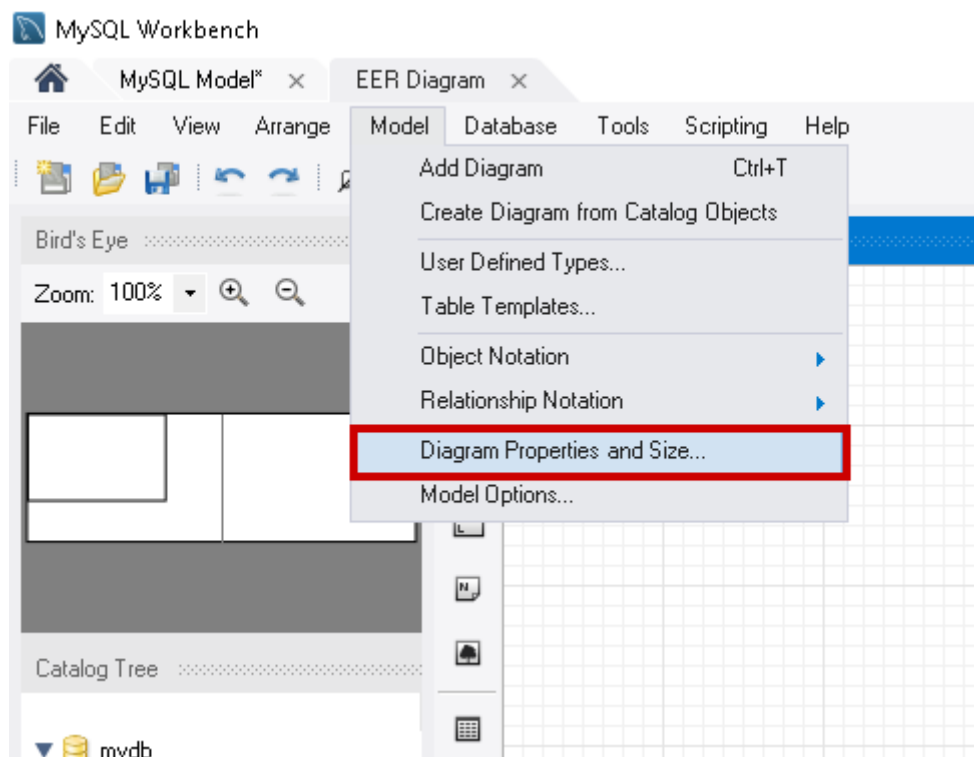 MySQL Workbench
MySQL Model* × EER Diagram ×
File Edit View Arrange Model Database Tools Scripting Help
Add Diagram Ctrl+T
Create Diagram from Catalog Objects
Bird's Eye
User Defined Types...
Zoom: 100%
Table Templates...
Object Notation
Relationship Notation
Diagram Properties and Size...
Model Options...
N
Catalog Tree
mydb